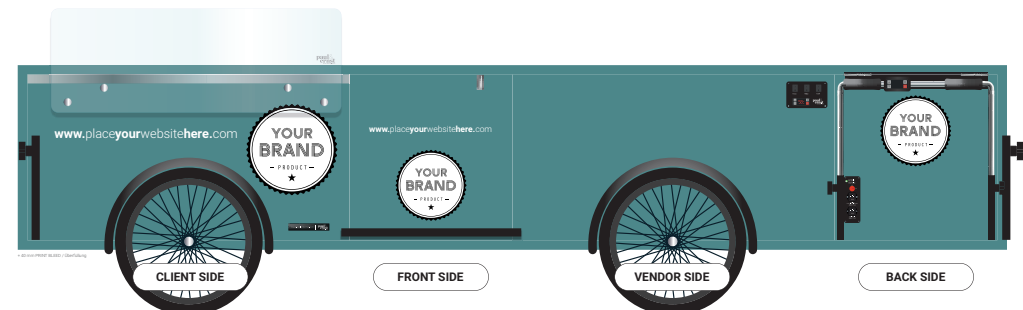 www.placeyourwebsitehere.com
YOUR
BRAND
PRODUCT
www.placeyourwebsitehere.com
YOUR
BRAND
PRODUCT
YOUR
BRAND
PRODUCT
CLIENT SIDE
FRONT SIDE
VENDOR SIDE
BACK SIDE